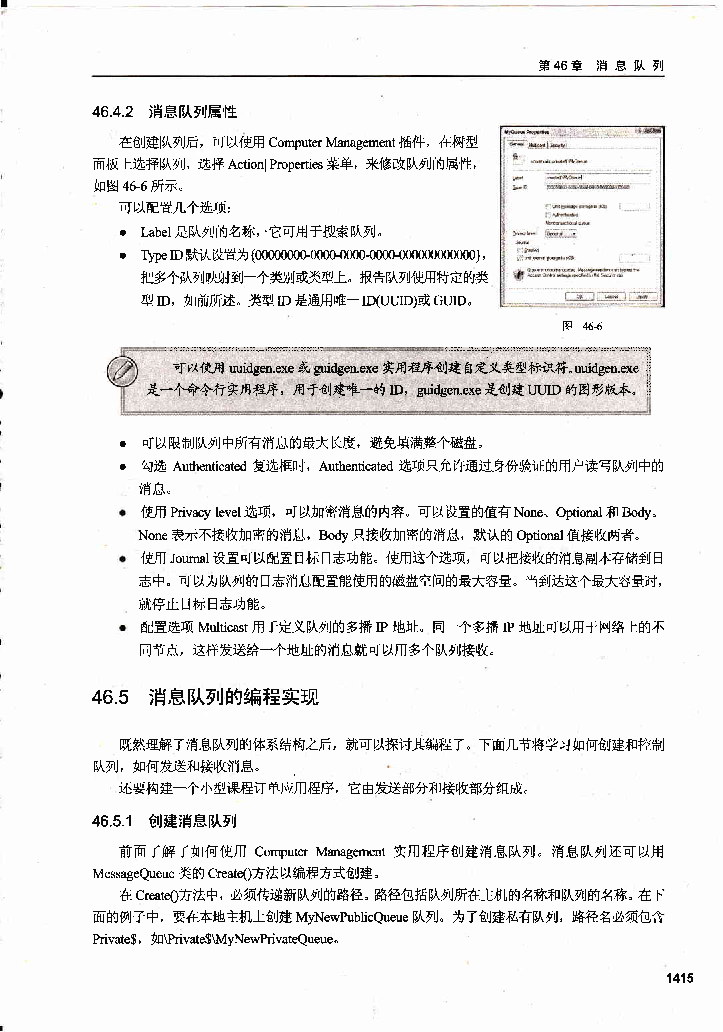 第46章 消 息 队 列
46.4.2 消息队列属性
在创建队列后，可以使用 Computer Management 插件，在树型
面板上选择队列，选择 Action| Properties 菜单，来修改队列的属性，
如图 46-6 所示。
可以配置几个选项：
● Label 是队列的名称，它可用于搜索队列。
● Type ID 默认设置为{00000000-0000-0000-0000-000000000000}，
把多个队列映射到一个类别或类型上。报告队列使用特定的类
型 ID，如前所述。类型 ID 是通用唯一 ID(UUID)或 GUID。
MyQueue Properties
General Multicast Security
Label
Type ID
Authenticated
Journal
Enabled
OK Cancel Apply
图 46-6
可以使用 uuidgen.exe 或 guidgen.exe 实用程序创建自定义类型标识符。uuidgen.exe
是一个命令行实用程序，用于创建唯一的 ID，guidgen.exe 是创建 UUID 的图形版本。
● 可以限制队列中所有消息的最大长度，避免填满整个磁盘。
● 勾选 Authenticated 复选框时，Authenticated 选项只允许通过身份验证的用户读写队列中的
消息。
● 使用 Privacy level 选项，可以加密消息的内容。可以设置的值有 None、Optional 和 Body。
None 表示不接收加密的消息，Body 只接收加密的消息，默认的 Optional 值接收两者。
● 使用 Journal 设置可以配置目标日志功能。使用这个选项，可以把接收的消息副本存储到日
志中。可以为队列的日志消息配置能使用的磁盘空间的最大容量。当到达这个最大容量时，
就停止目标日志功能。
● 配置选项 Multicast 用于定义队列的多播 IP 地址。同一个多播 IP 地址可以用于网络上的不
同节点，这样发送给一个地址的消息就可以用多个队列接收。
46.5 消息队列的编程实现
既然理解了消息队列的体系结构之后，就可以探讨其编程了。下面几节将学习如何创建和控制
队列，如何发送和接收消息。
还要构建一个小型课程订单应用程序，它由发送部分和接收部分组成。
46.5.1 创建消息队列
前面了解了如何使用 Computer Management 实用程序创建消息队列。消息队列还可以用
MessageQueue 类的 Create()方法以编程方式创建。
在 Create()方法中，必须传递新队列的路径。路径包括队列所在主机的名称和队列的名称。在下
面的例子中，要在本地主机上创建 MyNewPublicQueue 队列。为了创建私有队列，路径名必须包含
Private$，如\Private$\MyNewPrivateQueue。
1415